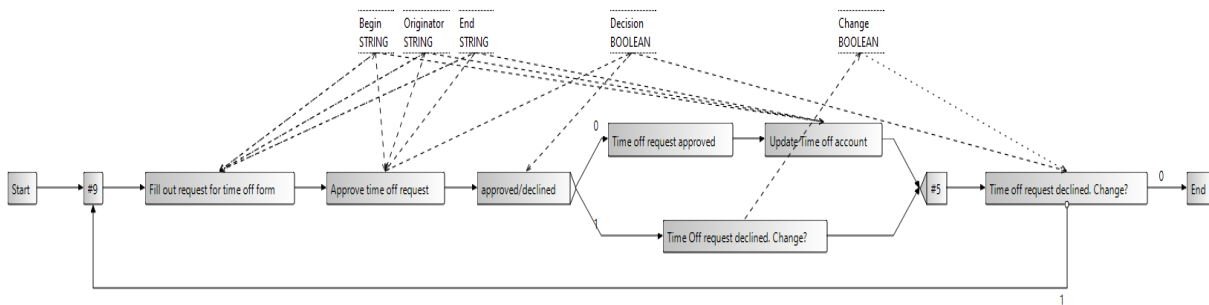 Begin
STRING
Originator
STRING
End
STRING
Decision
BOOLEAN
Change
BOOLEAN
0
Time off request approved
Update Time off account
Start
#9
Fill out request for time off form
Approve time off request
approved/declined
#5
Time off request declined. Change?
0
End
1
Time Off request declined. Change?
1